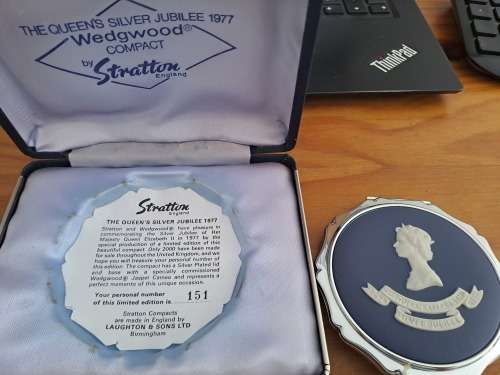 THE QUEEN'S SILVER JUBILEE 1977
Wedgwood®
COMPACT
by Stratton
England
ThinkPad
Stratton
England
THE QUEEN'S SILVER JUBILEE 1977
Stratton and Wedgwood® have pleasure in
commemorating the Silver Jubilee of Her
Majesty Queen Elizabeth II in 1977 by the
special production of a limited edition of this
beautiful compact. Only 2000 have been made
for sale throughout the United Kingdom, and we
hope you will treasure your personal number of
this edition. The compact has a Silver Plated lid
and base with a specially commissioned
Wedgwood® Jasper Cameo and represents a
perfect memento of this unique occasion.
Your personal number
of this limited edition is 151
Stratton Compacts
are made in England by
LAUGHTON & SONS LTD
Birmingham
JUBILEE